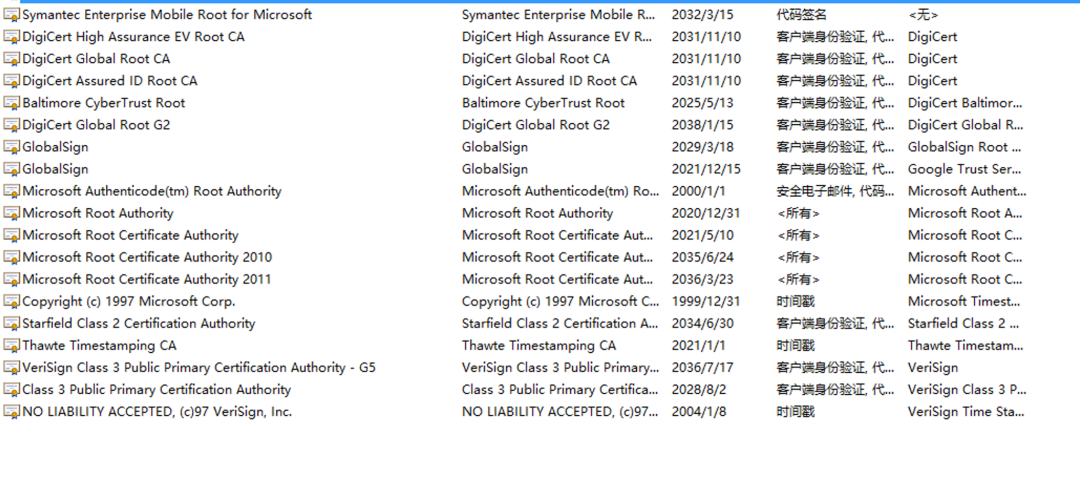 Symantec Enterprise Mobile Root for Microsoft Symantec Enterprise Mobile R... 2032/3/15 代码签名 <无>
DigiCert High Assurance EV Root CA DigiCert High Assurance EV R... 2031/11/10 客户端身份验证, 代... DigiCert
DigiCert Global Root CA DigiCert Global Root CA 2031/11/10 客户端身份验证, 代... DigiCert
DigiCert Assured ID Root CA DigiCert Assured ID Root CA 2031/11/10 客户端身份验证, 代... DigiCert
Baltimore CyberTrust Root Baltimore CyberTrust Root 2025/5/13 客户端身份验证, 代... DigiCert Baltimor...
DigiCert Global Root G2 DigiCert Global Root G2 2038/1/15 客户端身份验证, 代... DigiCert Global R...
GlobalSign GlobalSign 2029/3/18 客户端身份验证, 代... GlobalSign Root ...
GlobalSign GlobalSign 2021/12/15 客户端身份验证, 代... Google Trust Ser...
Microsoft Authenticode(tm) Root Authority Microsoft Authenticode(tm) Ro... 2000/1/1 安全电子邮件, 代码... Microsoft Authent...
Microsoft Root Authority Microsoft Root Authority 2020/12/31 <所有> Microsoft Root A...
Microsoft Root Certificate Authority Microsoft Root Certificate Aut... 2021/5/10 <所有> Microsoft Root C...
Microsoft Root Certificate Authority 2010 Microsoft Root Certificate Aut... 2035/6/24 <所有> Microsoft Root C...
Microsoft Root Certificate Authority 2011 Microsoft Root Certificate Aut... 2036/3/23 <所有> Microsoft Root C...
Copyright (c) 1997 Microsoft Corp. Copyright (c) 1997 Microsoft C... 1999/12/31 时间戳 Microsoft Timest...
Starfield Class 2 Certification Authority Starfield Class 2 Certification A... 2034/6/30 客户端身份验证, 代... Starfield Class 2 ...
Thawte Timestamping CA Thawte Timestamping CA 2021/1/1 时间戳 Thawte Timestam...
VeriSign Class 3 Public Primary Certification Authority - G5 VeriSign Class 3 Public Primary... 2036/7/17 客户端身份验证, 代... VeriSign
Class 3 Public Primary Certification Authority Class 3 Public Primary Certifica... 2028/8/2 客户端身份验证, 代... VeriSign Class 3 P...
NO LIABILITY ACCEPTED, (c)97 VeriSign, Inc. NO LIABILITY ACCEPTED, (c)97... 2004/1/8 时间戳 VeriSign Time Sta...